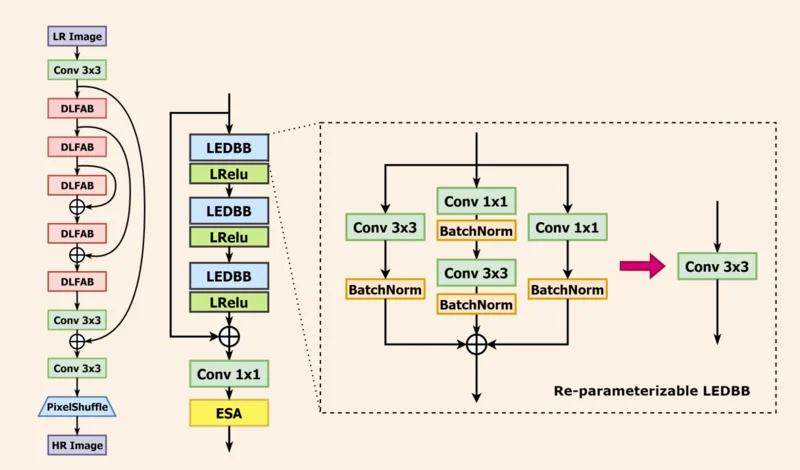 LR Image
Conv 3x3
DLFAB
DLFAB
DLFAB
DLFAB
DLFAB
Conv 3x3
Conv 3x3
PixelShuffle
HR Image
LEDBB
LRelu
LEDBB
LRelu
LEDBB
LRelu
Conv 1x1
ESA
Conv 3x3
BatchNorm
Conv 1x1
BatchNorm
Conv 3x3
BatchNorm
Conv 1x1
BatchNorm
Conv 3x3
Re-parameterizable LEDBB